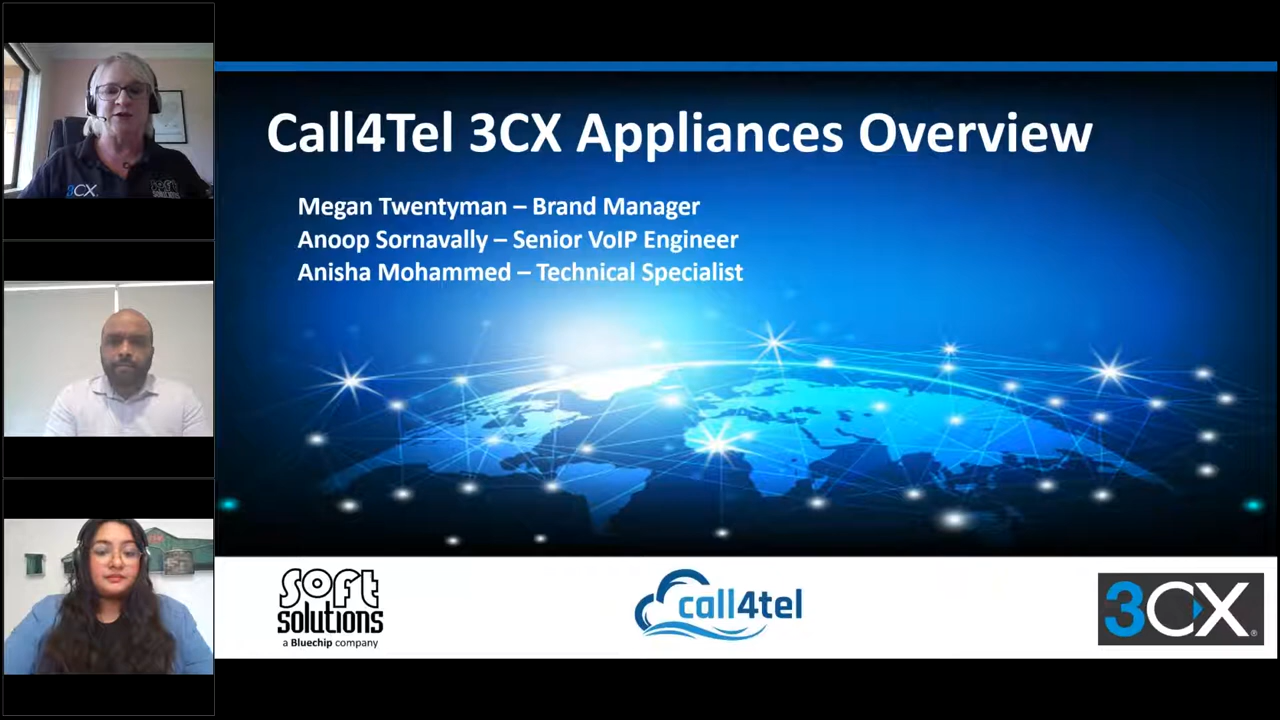 Call4Tel 3CX Appliances Overview
Megan Twentyman – Brand Manager
Anoop Sornavally – Senior VoIP Engineer
Anisha Mohammed – Technical Specialist
3CX
soft
solutions
a Bluechip company
call4tel
3CX®